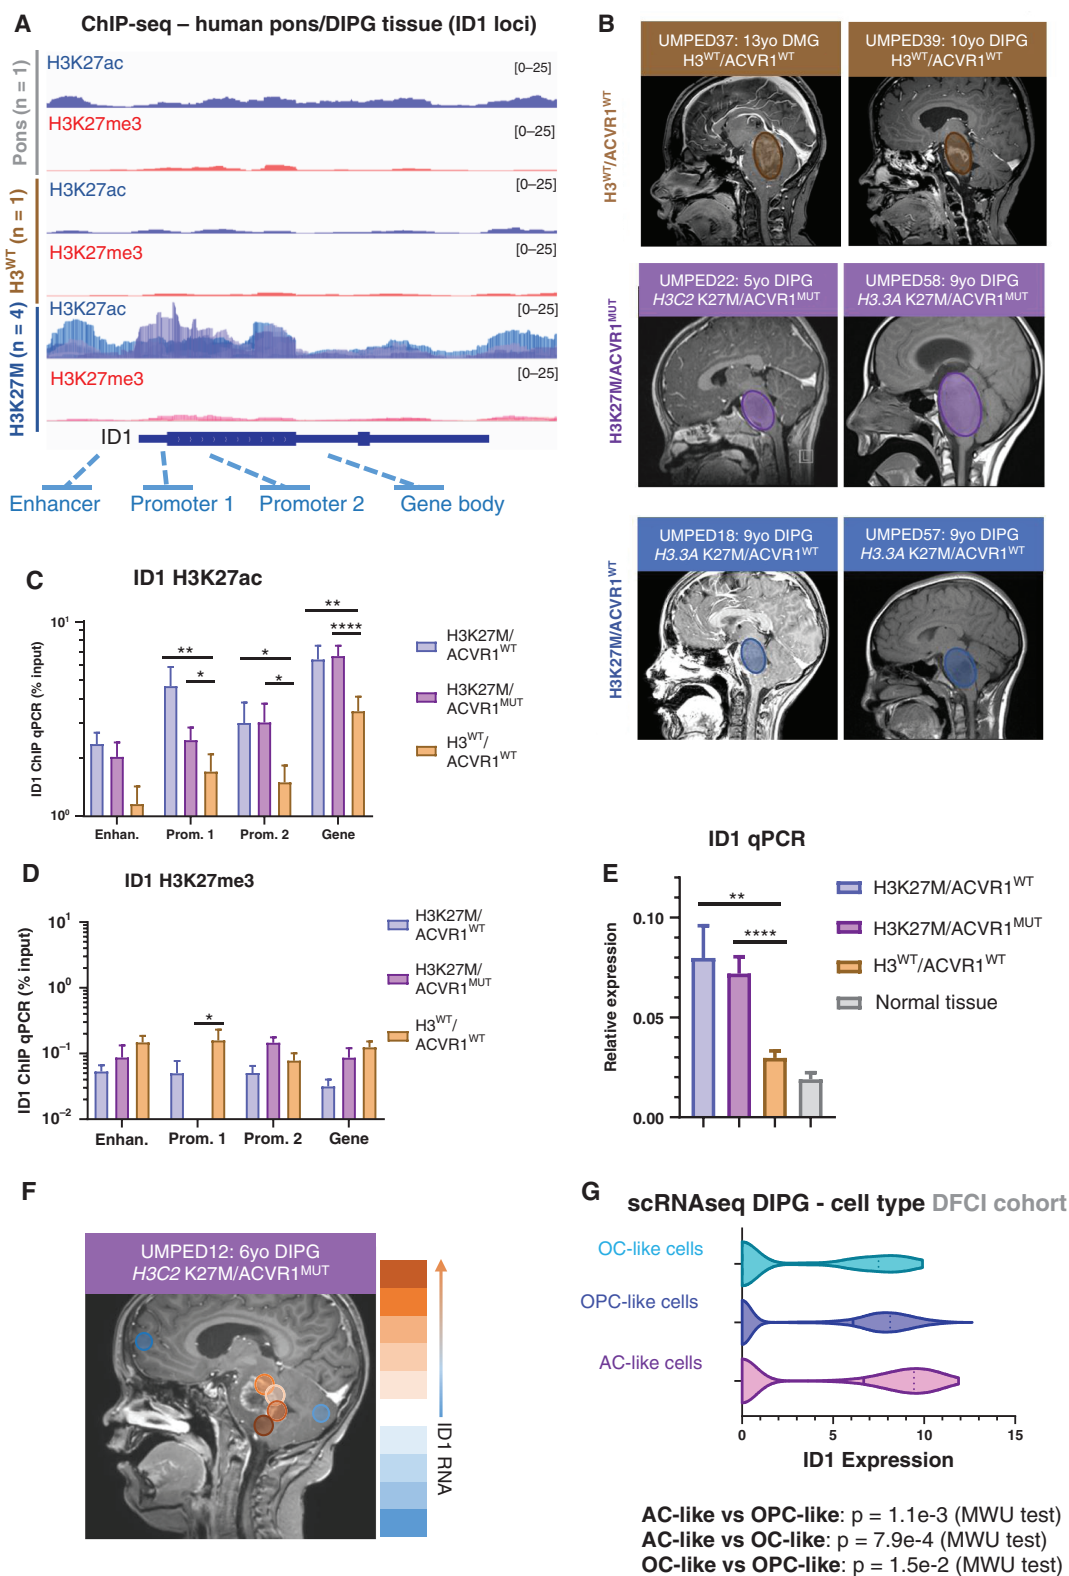 A
ChIP-seq – human pons/DIPG tissue (ID1 loci)
Pons (n = 1)
H3K27ac
[0–25]
H3K27me3
[0–25]
H3WT (n = 1)
H3K27ac
[0–25]
H3K27me3
[0–25]
H3K27M (n = 4)
H3K27ac
[0–25]
H3K27me3
[0–25]
ID1
Enhancer
Promoter 1
Promoter 2
Gene body
B
H3WT/ACVR1WT
UMPED37: 13yo DMG
H3WT/ACVR1WT
UMPED39: 10yo DIPG
H3WT/ACVR1WT
H3K27M/ACVR1MUT
UMPED22: 5yo DIPG
H3C2 K27M/ACVR1MUT
UMPED58: 9yo DIPG
H3.3A K27M/ACVR1MUT
L
H3K27M/ACVR1WT
UMPED18: 9yo DIPG
H3.3A K27M/ACVR1WT
UMPED57: 9yo DIPG
H3.3A K27M/ACVR1WT
C
ID1 H3K27ac
ID1 ChIP qPCR (% input)
10¹
10⁰
** * * * ** ****
Enhan. Prom. 1 Prom. 2 Gene
H3K27M/
ACVR1WT
H3K27M/
ACVR1MUT
H3WT/
ACVR1WT
D
ID1 H3K27me3
ID1 ChIP qPCR (% input)
10¹
10⁰
10⁻¹
10⁻²
*
Enhan. Prom. 1 Prom. 2 Gene
H3K27M/
ACVR1WT
H3K27M/
ACVR1MUT
H3WT/
ACVR1WT
E
ID1 qPCR
Relative expression
0.10
0.05
0.00
**
****
H3K27M/ACVR1WT
H3K27M/ACVR1MUT
H3WT/ACVR1WT
Normal tissue
F
UMPED12: 6yo DIPG
H3C2 K27M/ACVR1MUT
ID1 RNA
G
scRNAseq DIPG - cell type DFCI cohort
OC-like cells
OPC-like cells
AC-like cells
0 5 10 15
ID1 Expression
AC-like vs OPC-like: p = 1.1e-3 (MWU test)
AC-like vs OC-like: p = 7.9e-4 (MWU test)
OC-like vs OPC-like: p = 1.5e-2 (MWU test)